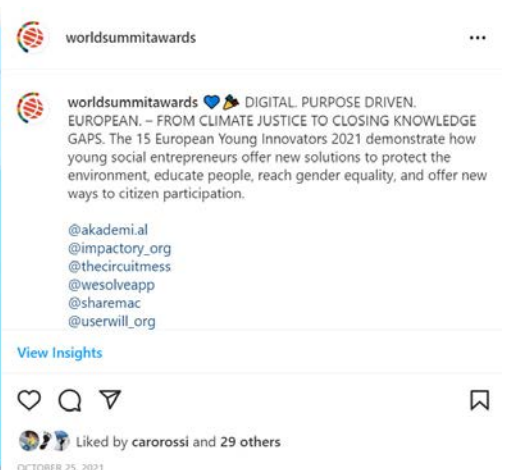 worldsummitawards
worldsummitawards 💙🎉 DIGITAL. PURPOSE DRIVEN.
EUROPEAN. – FROM CLIMATE JUSTICE TO CLOSING KNOWLEDGE
GAPS. The 15 European Young Innovators 2021 demonstrate how
young social entrepreneurs offer new solutions to protect the
environment, educate people, reach gender equality, and offer new
ways to citizen participation.
@akademi.al
@impactory_org
@thecircuitmess
@wesolveapp
@sharemac
@userwill_org
View Insights
Liked by carorossi and 29 others
OCTOBER 25, 2021